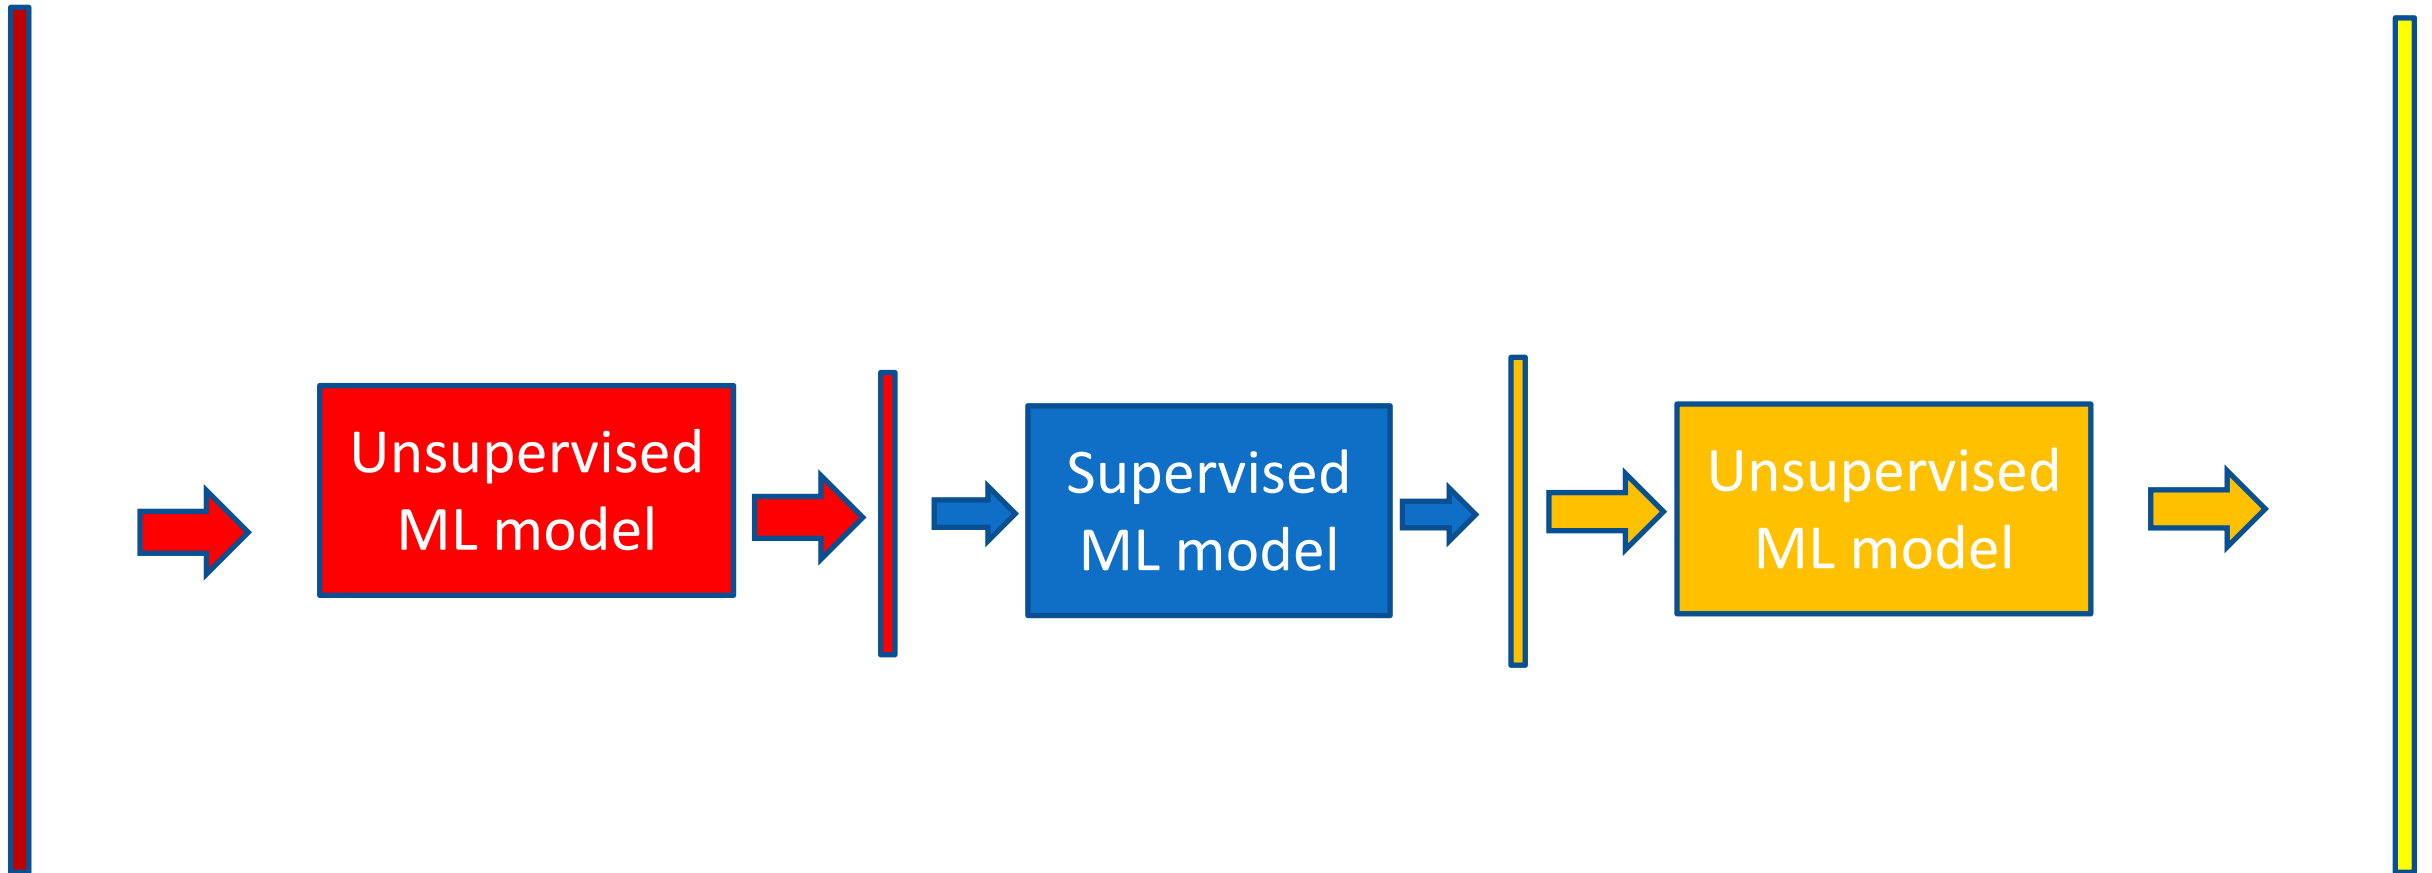 Unsupervised
ML model
Supervised
ML model
Unsupervised
ML model